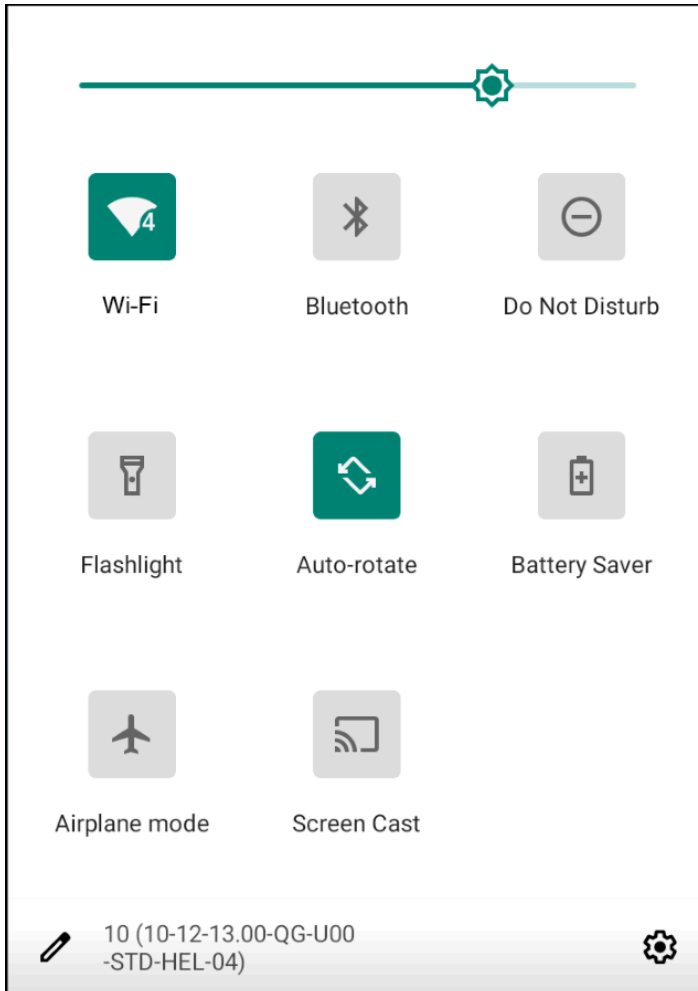 4
Wi-Fi
Bluetooth
Do Not Disturb
Flashlight
Auto-rotate
Battery Saver
Airplane mode
Screen Cast
10 (10-12-13.00-QG-U00
-STD-HEL-04)